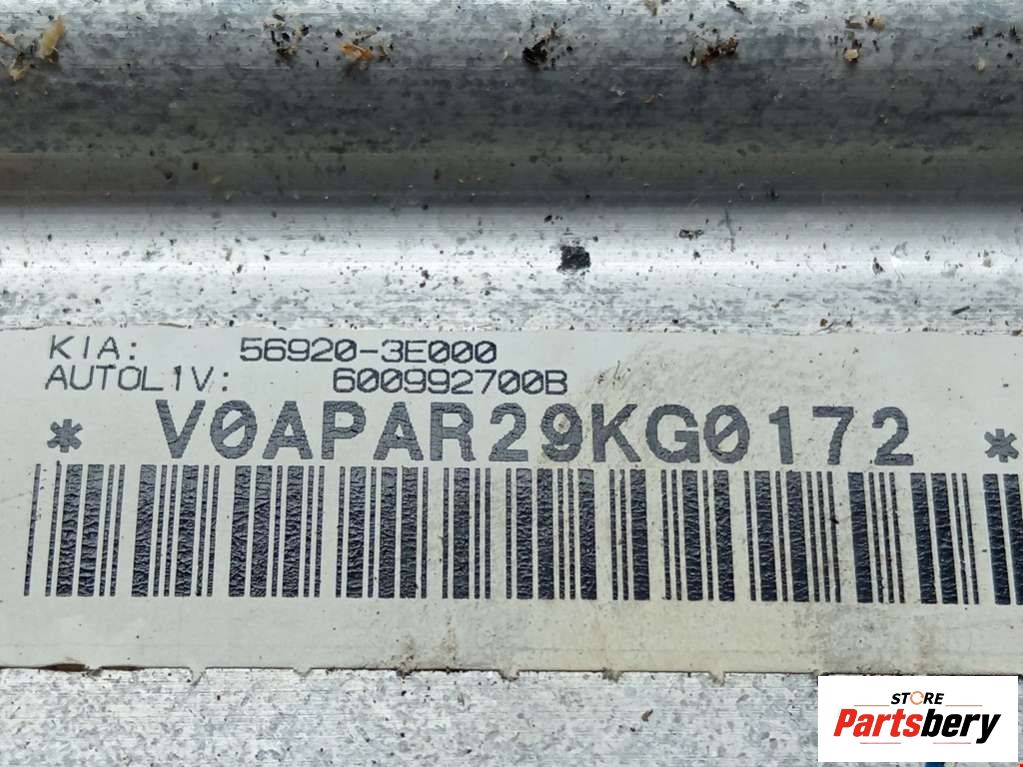 KIA: 56920-3E000
AUTOLIV: 600992700B
* V0APAR29KG0172 *
STORE
Partsbery